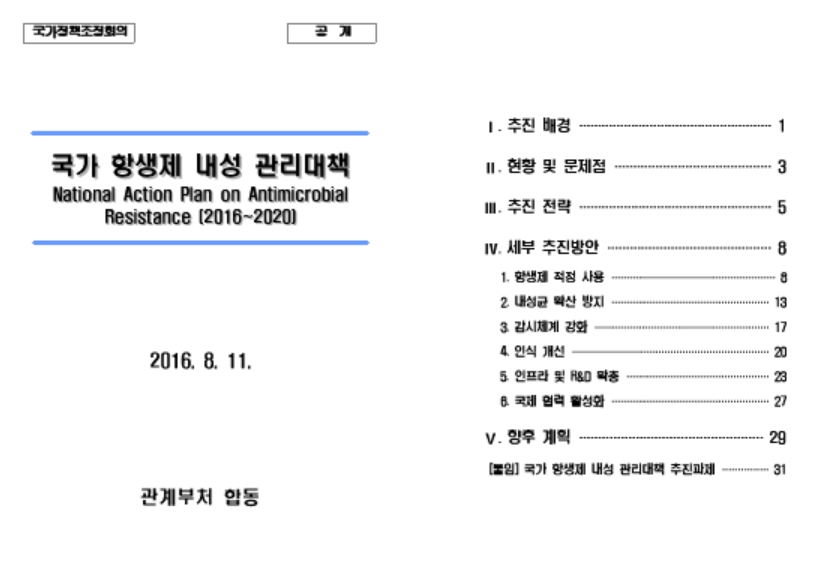 국가정책조정회의
공 개
국가 항생제 내성 관리대책
National Action Plan on Antimicrobial
Resistance (2016~2020)
2016. 8. 11.
관계부처 합동
Ⅰ. 추진 배경 1
Ⅱ. 현황 및 문제점 3
Ⅲ. 추진 전략 5
Ⅳ. 세부 추진방안 8
1. 항생제 적정 사용 8
2. 내성균 확산 방지 13
3. 감시체계 강화 17
4. 인식 개선 20
5. 인프라 및 R&D 확충 23
6. 국제 협력 활성화 27
Ⅴ. 향후 계획 29
[붙임] 국가 항생제 내성 관리대책 추진과제 31